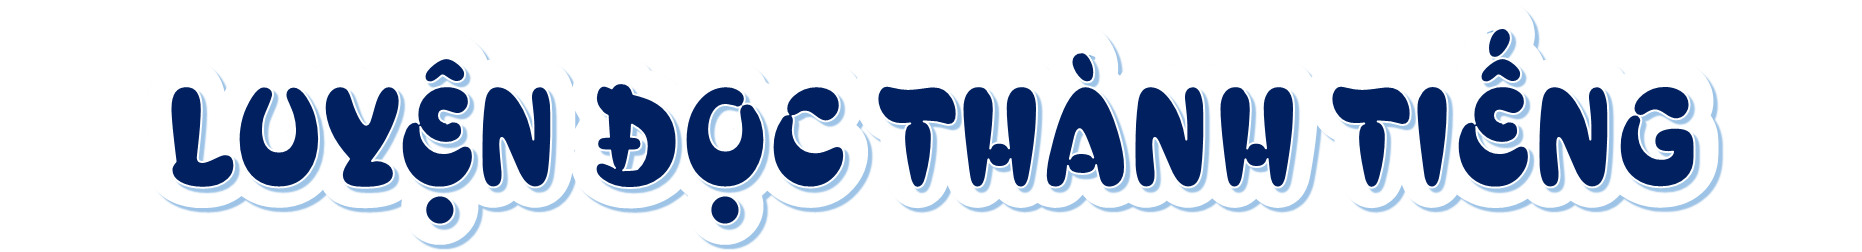 LUYỆN ĐỌC THÀNH TIẾNG